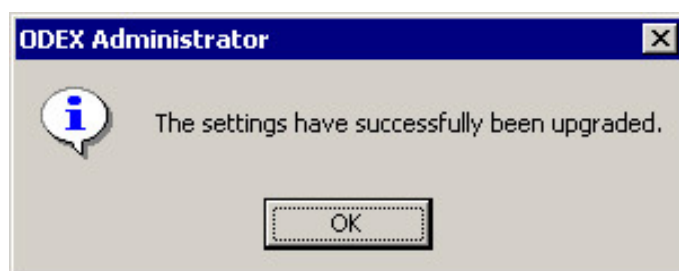 ODEX Administrator
The settings have successfully been upgraded.
OK